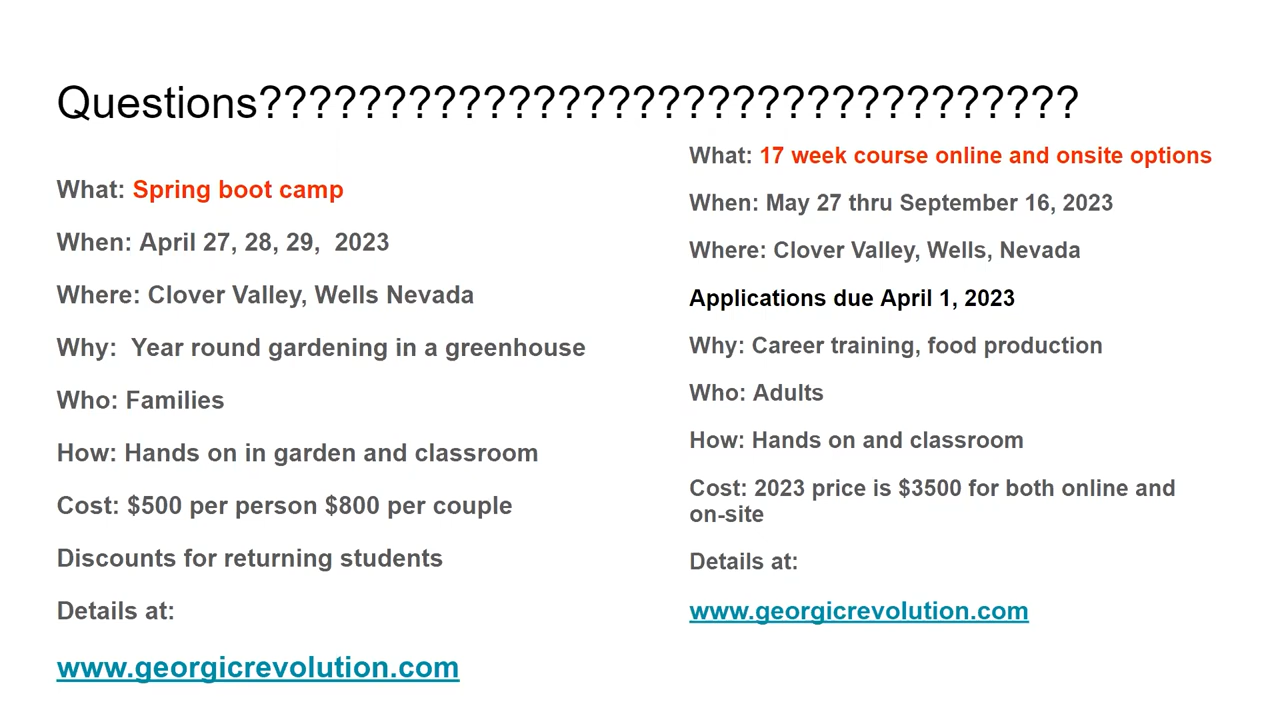 Questions????????????????????????????????
What: Spring boot camp
When: April 27, 28, 29,  2023
Where: Clover Valley, Wells Nevada
Why:  Year round gardening in a greenhouse
Who: Families
How: Hands on in garden and classroom
Cost: $500 per person $800 per couple
Discounts for returning students
Details at:
www.georgicrevolution.com
What: 17 week course online and onsite options
When: May 27 thru September 16, 2023
Where: Clover Valley, Wells, Nevada
Applications due April 1, 2023
Why: Career training, food production
Who: Adults
How: Hands on and classroom
Cost: 2023 price is $3500 for both online and
on-site
Details at:
www.georgicrevolution.com